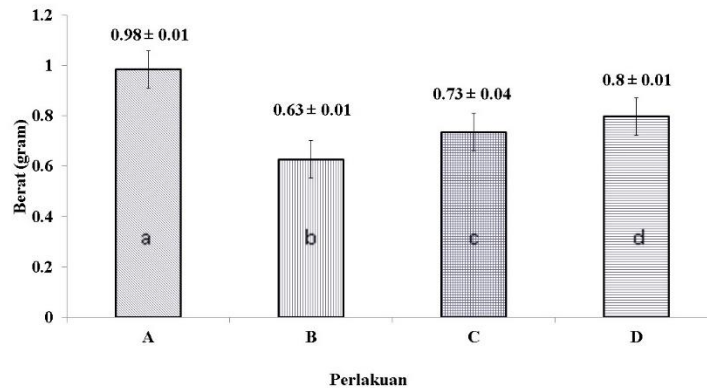 1.2
0.98 ± 0.01
1
0.8 ± 0.01
0.73 ± 0.04
0.63 ± 0.01
0.8
0.6
0.4
0.2
0
Berat (gram)
a
b
c
d
A
B
C
D
Perlakuan